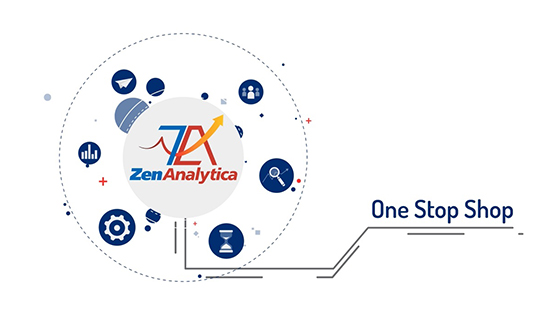 ZA
ZenAnalytica
One Stop Shop